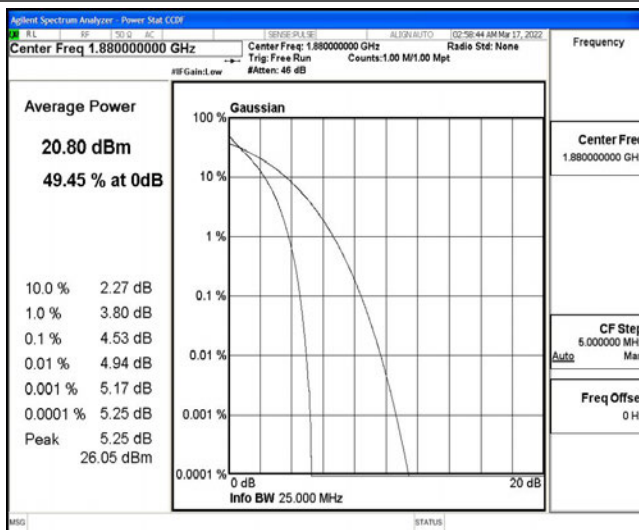 Agilent Spectrum Analyzer - Power Stat CCDF
RL RF 50 Ω AC SENSE:PULSE ALIGN AUTO 02:58:44 AM Mar 17, 2022
Center Freq 1.880000000 GHz
Center Freq: 1.880000000 GHz Radio Std: None
Trig: Free Run Counts:1.00 M/1.00 Mpt
#IFGain:Low #Atten: 46 dB
Frequency
Average Power
20.80 dBm
49.45 % at 0dB
10.0 % 2.27 dB
1.0 % 3.80 dB
0.1 % 4.53 dB
0.01 % 4.94 dB
0.001 % 5.17 dB
0.0001 % 5.25 dB
Peak 5.25 dB
26.05 dBm
Gaussian
100 %
10 %
1 %
0.1 %
0.01 %
0.001 %
0.0001 %
0 dB 20 dB
Info BW 25.000 MHz
Center Freq
1.880000000 GH
CF Step
5.000000 MH
Auto Ma
Freq Offse
0 H
MSG STATUS